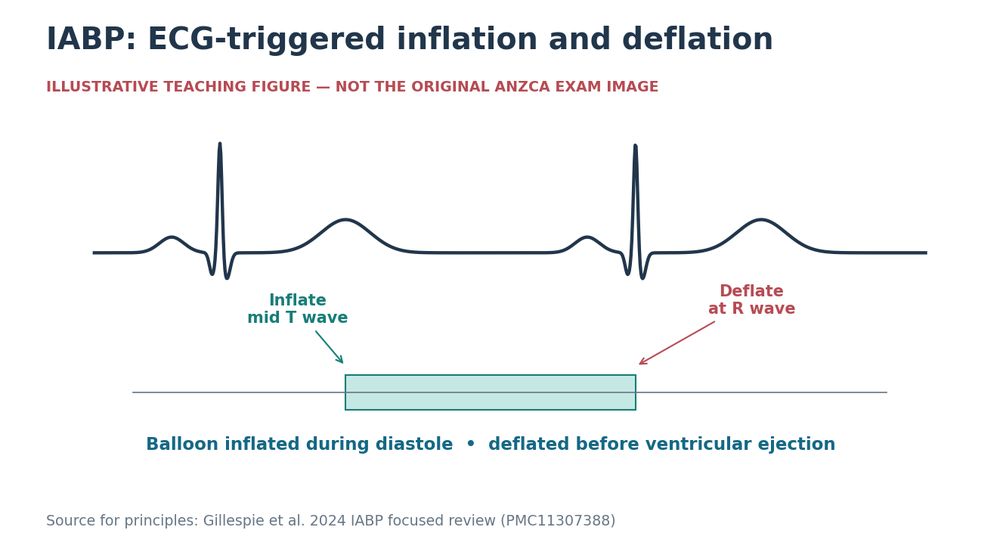 IABP: ECG-triggered inflation and deflation
ILLUSTRATIVE TEACHING FIGURE — NOT THE ORIGINAL ANZCA EXAM IMAGE
Inflate
mid T wave
Deflate
at R wave
Balloon inflated during diastole • deflated before ventricular ejection
Source for principles: Gillespie et al. 2024 IABP focused review (PMC11307388)